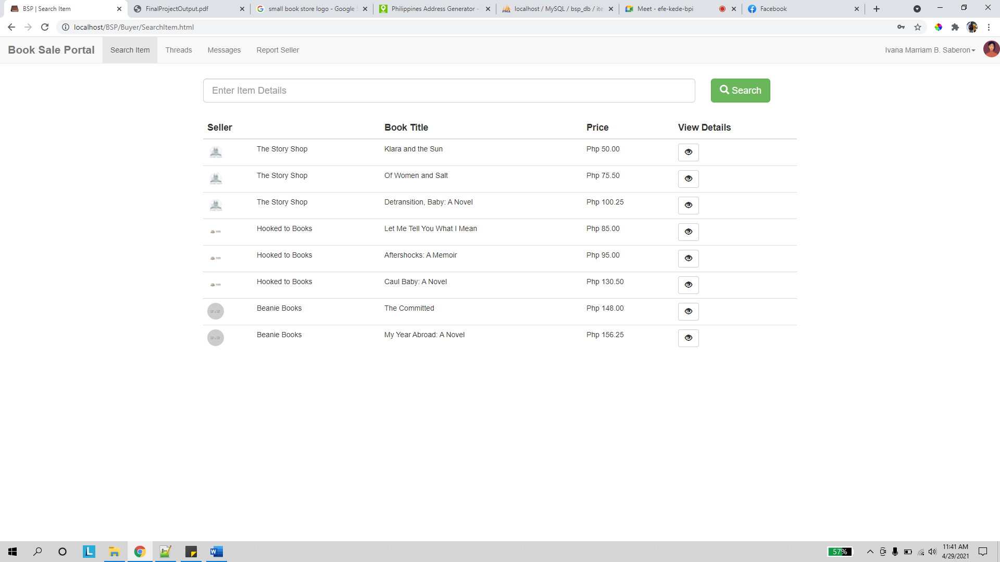 BSP | Search Item
FinalProjectOutput.pdf
small book store logo - Google
Philippines Address Generator -
localhost / MySQL / bsp_db / ite
Meet - efe-kede-bpi
Facebook
localhost/BSP/Buyer/SearchItem.html
Book Sale Portal
Search Item
Threads
Messages
Report Seller
Ivana Marriam B. Saberon
Enter Item Details
Search
Seller Book Title Price View Details
The Story Shop Klara and the Sun Php 50.00
The Story Shop Of Women and Salt Php 75.50
The Story Shop Detransition, Baby: A Novel Php 100.25
Hooked to Books Let Me Tell You What I Mean Php 85.00
Hooked to Books Aftershocks: A Memoir Php 95.00
Hooked to Books Caul Baby: A Novel Php 130.50
Beanie Books The Committed Php 148.00
Beanie Books My Year Abroad: A Novel Php 156.25
57%
11:41 AM
4/29/2021